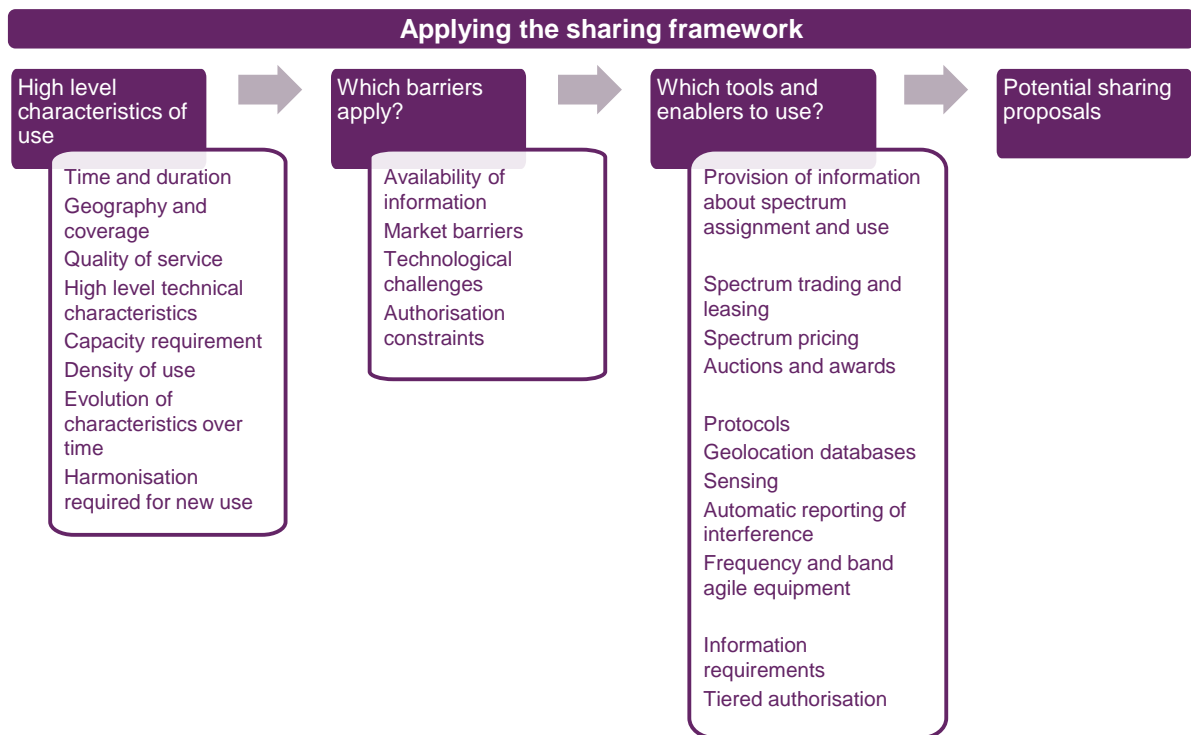 Applying the sharing framework
High level
characteristics of
use
Time and duration
Geography and
coverage
Quality of service
High level technical
characteristics
Capacity requirement
Density of use
Evolution of
characteristics over
time
Harmonisation
required for new use
Which barriers
apply?
Availability of
information
Market barriers
Technological
challenges
Authorisation
constraints
Which tools and
enablers to use?
Provision of information
about spectrum
assignment and use
Spectrum trading and
leasing
Spectrum pricing
Auctions and awards
Protocols
Geolocation databases
Sensing
Automatic reporting of
interference
Frequency and band
agile equipment
Information
requirements
Tiered authorisation
Potential sharing
proposals